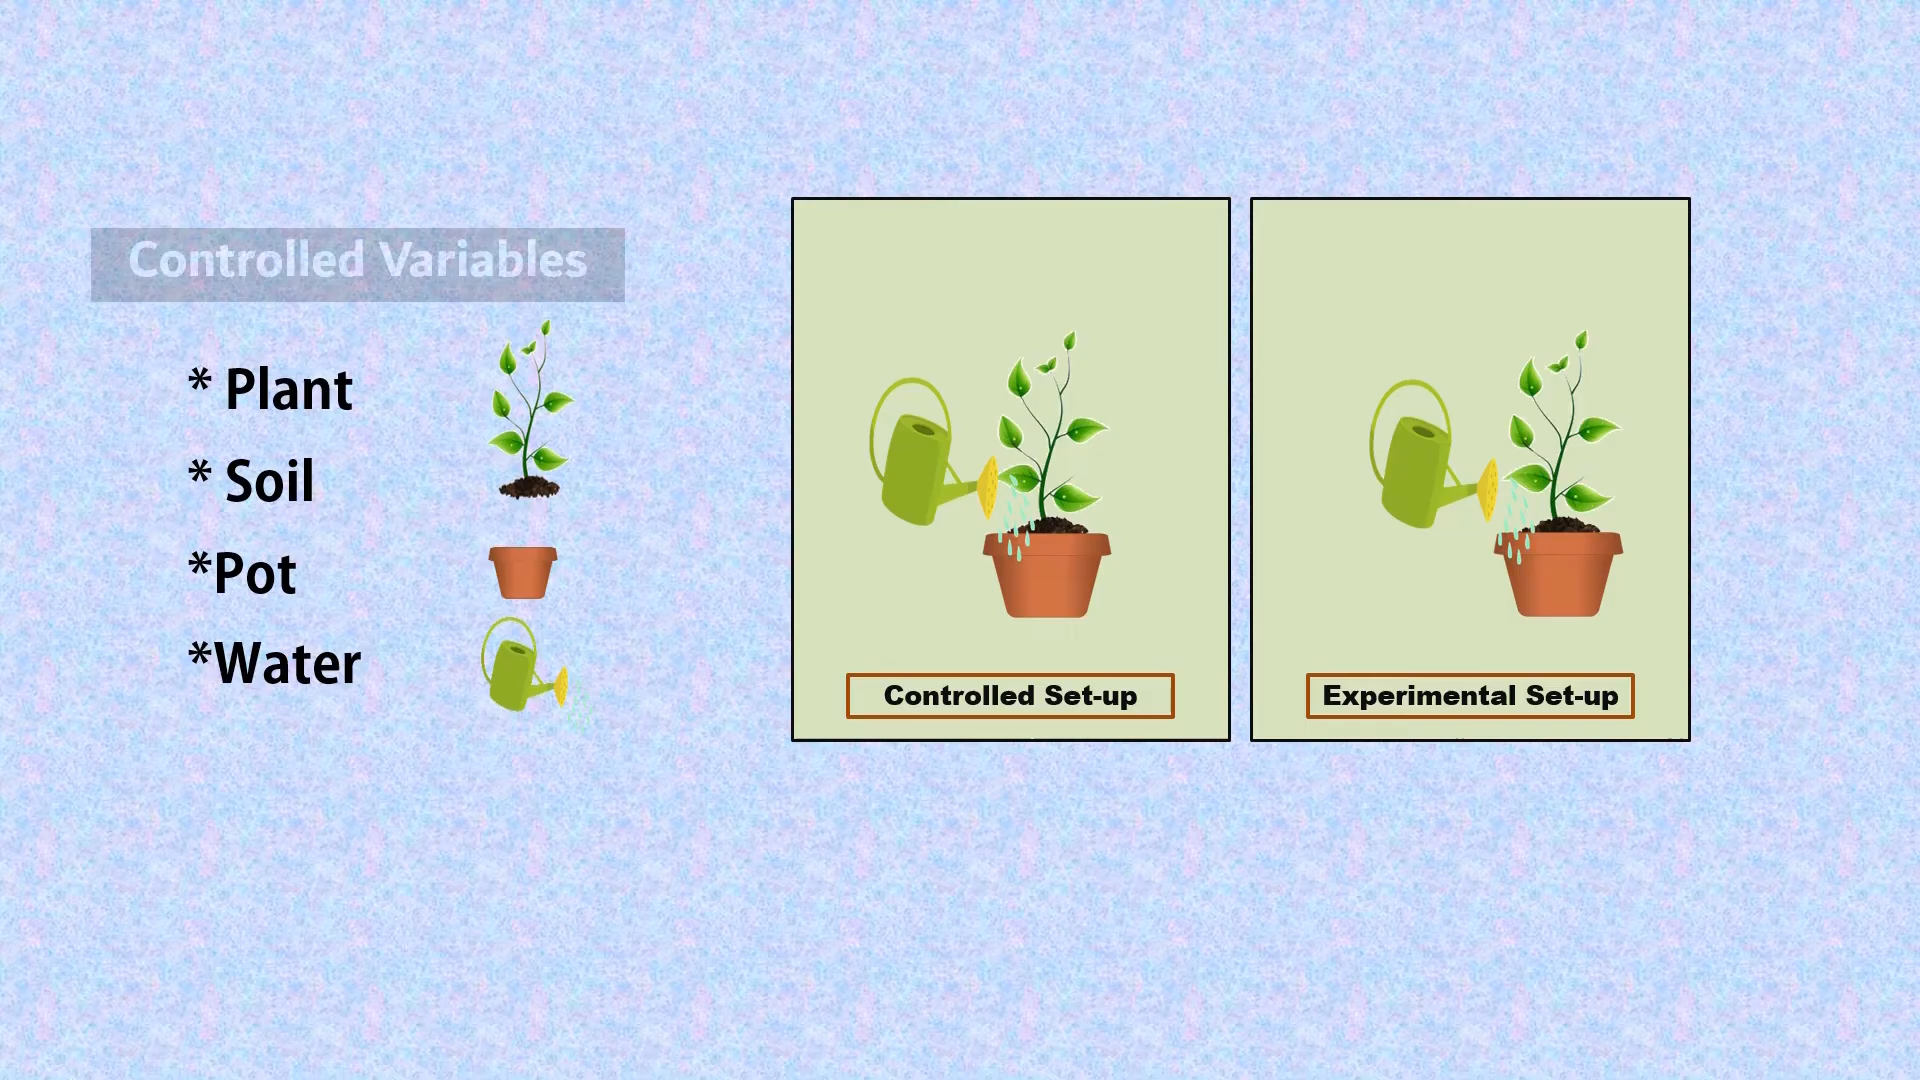 Controlled Variables
* Plant
* Soil
*Pot
*Water
Controlled Set-up
Experimental Set-up